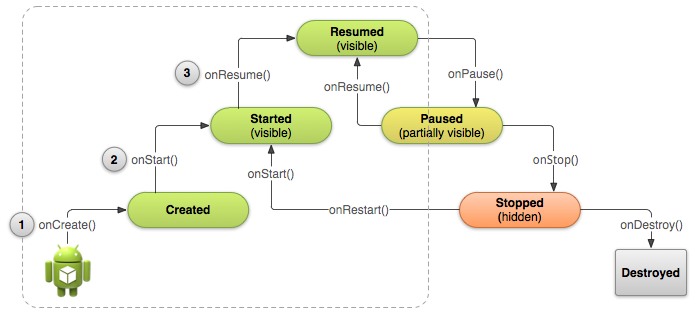 Resumed
(visible)
3
onResume()
onPause()
onResume()
Started
(visible)
Paused
(partially visible)
2
onStart()
onStart()
onStop()
Created
onRestart()
Stopped
(hidden)
1
onCreate()
onDestroy()
Destroyed